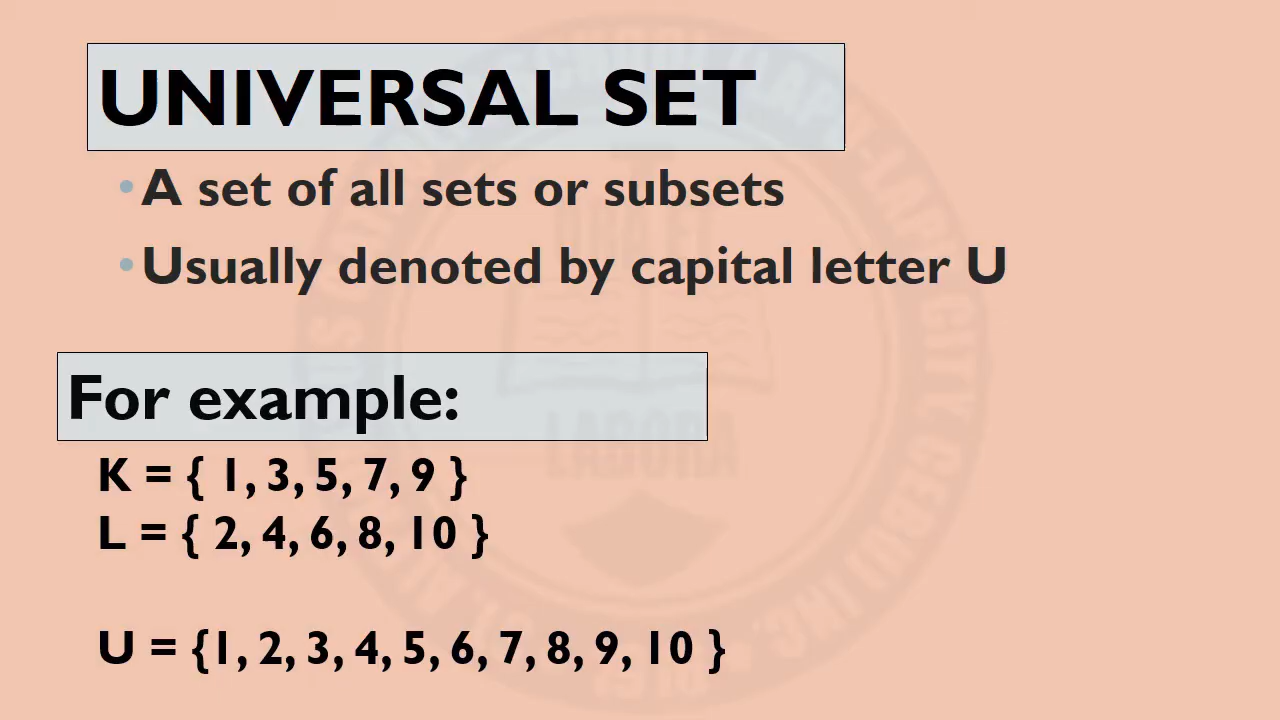 UNIVERSAL SET
•A set of all sets or subsets
•Usually denoted by capital letter U
For example:
K = { 1, 3, 5, 7, 9 }
L = { 2, 4, 6, 8, 10 }
U = {1, 2, 3, 4, 5, 6, 7, 8, 9, 10 }
LABORA